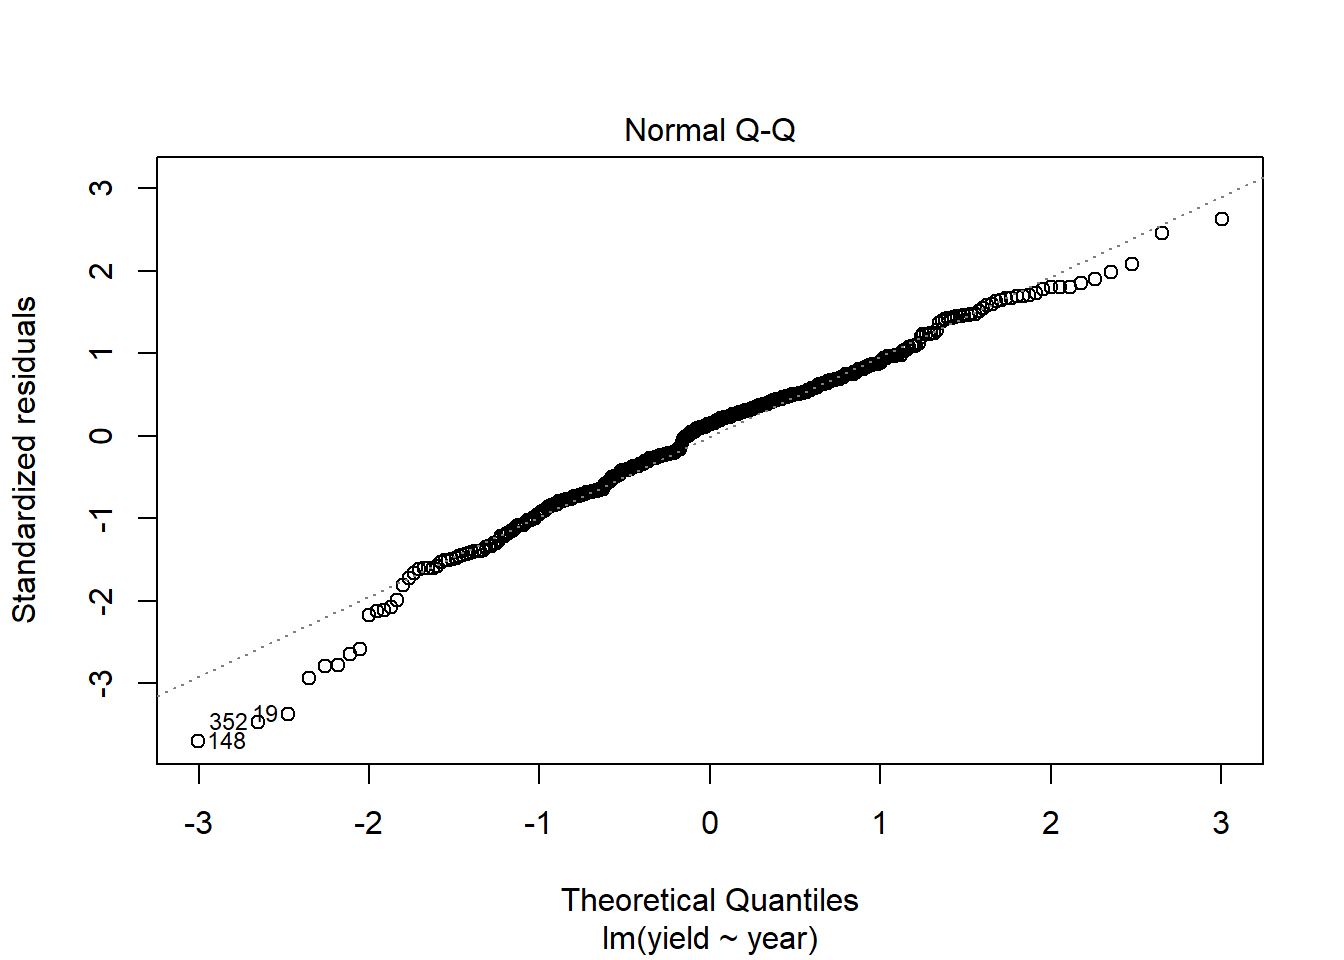 Normal Q-Q
Standardized residuals
3
2
1
0
-1
-2
-3
352
19
148
-3 -2 -1 0 1 2 3
Theoretical Quantiles
lm(yield ~ year)